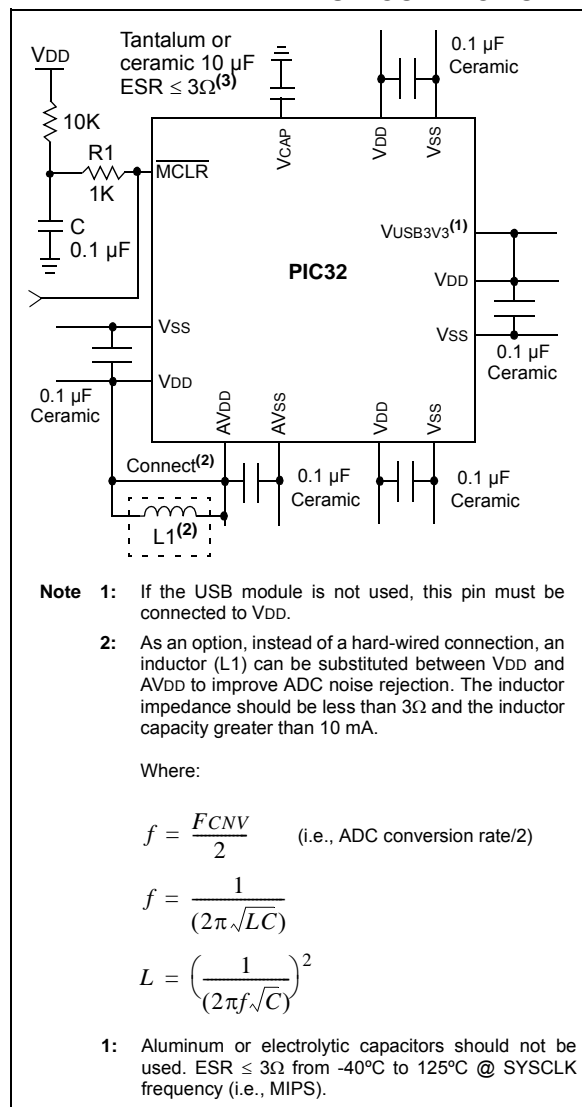 VDD
10K
R1
1K
C
0.1 µF
Tantalum or
ceramic 10 µF
ESR ≤ 3Ω(3)
0.1 µF
Ceramic
MCLR
VCAP
VDD
VSS
VUSB3V3(1)
PIC32
VDD
VSS
0.1 µF
Ceramic
VSS
VDD
0.1 µF
Ceramic
AVDD
AVSS
VDD
VSS
Connect(2)
0.1 µF
Ceramic
0.1 µF
Ceramic
L1(2)
Note 1: If the USB module is not used, this pin must be
connected to VDD.
2: As an option, instead of a hard-wired connection, an
inductor (L1) can be substituted between VDD and
AVDD to improve ADC noise rejection. The inductor
impedance should be less than 3Ω and the inductor
capacity greater than 10 mA.
Where:
f = FCNV / 2 (i.e., ADC conversion rate/2)
f = 1 / (2π√LC)
L = (1 / (2πf√C))²
1: Aluminum or electrolytic capacitors should not be
used. ESR ≤ 3Ω from -40ºC to 125ºC @ SYSCLK
frequency (i.e., MIPS).